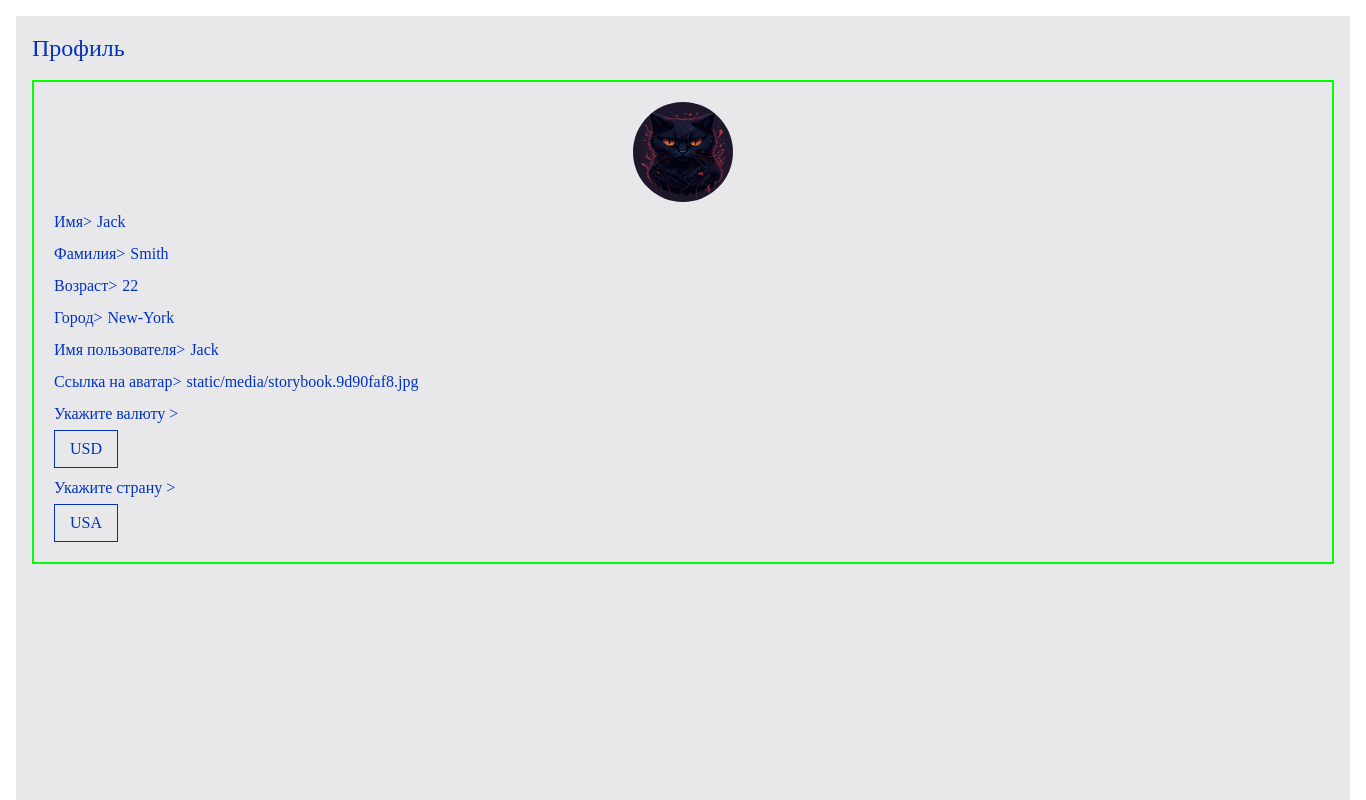 Профиль
Имя> Jack
Фамилия> Smith
Возраст> 22
Город> New-York
Имя пользователя> Jack
Ссылка на аватар> static/media/storybook.9d90faf8.jpg
Укажите валюту >
USD
Укажите страну >
USA